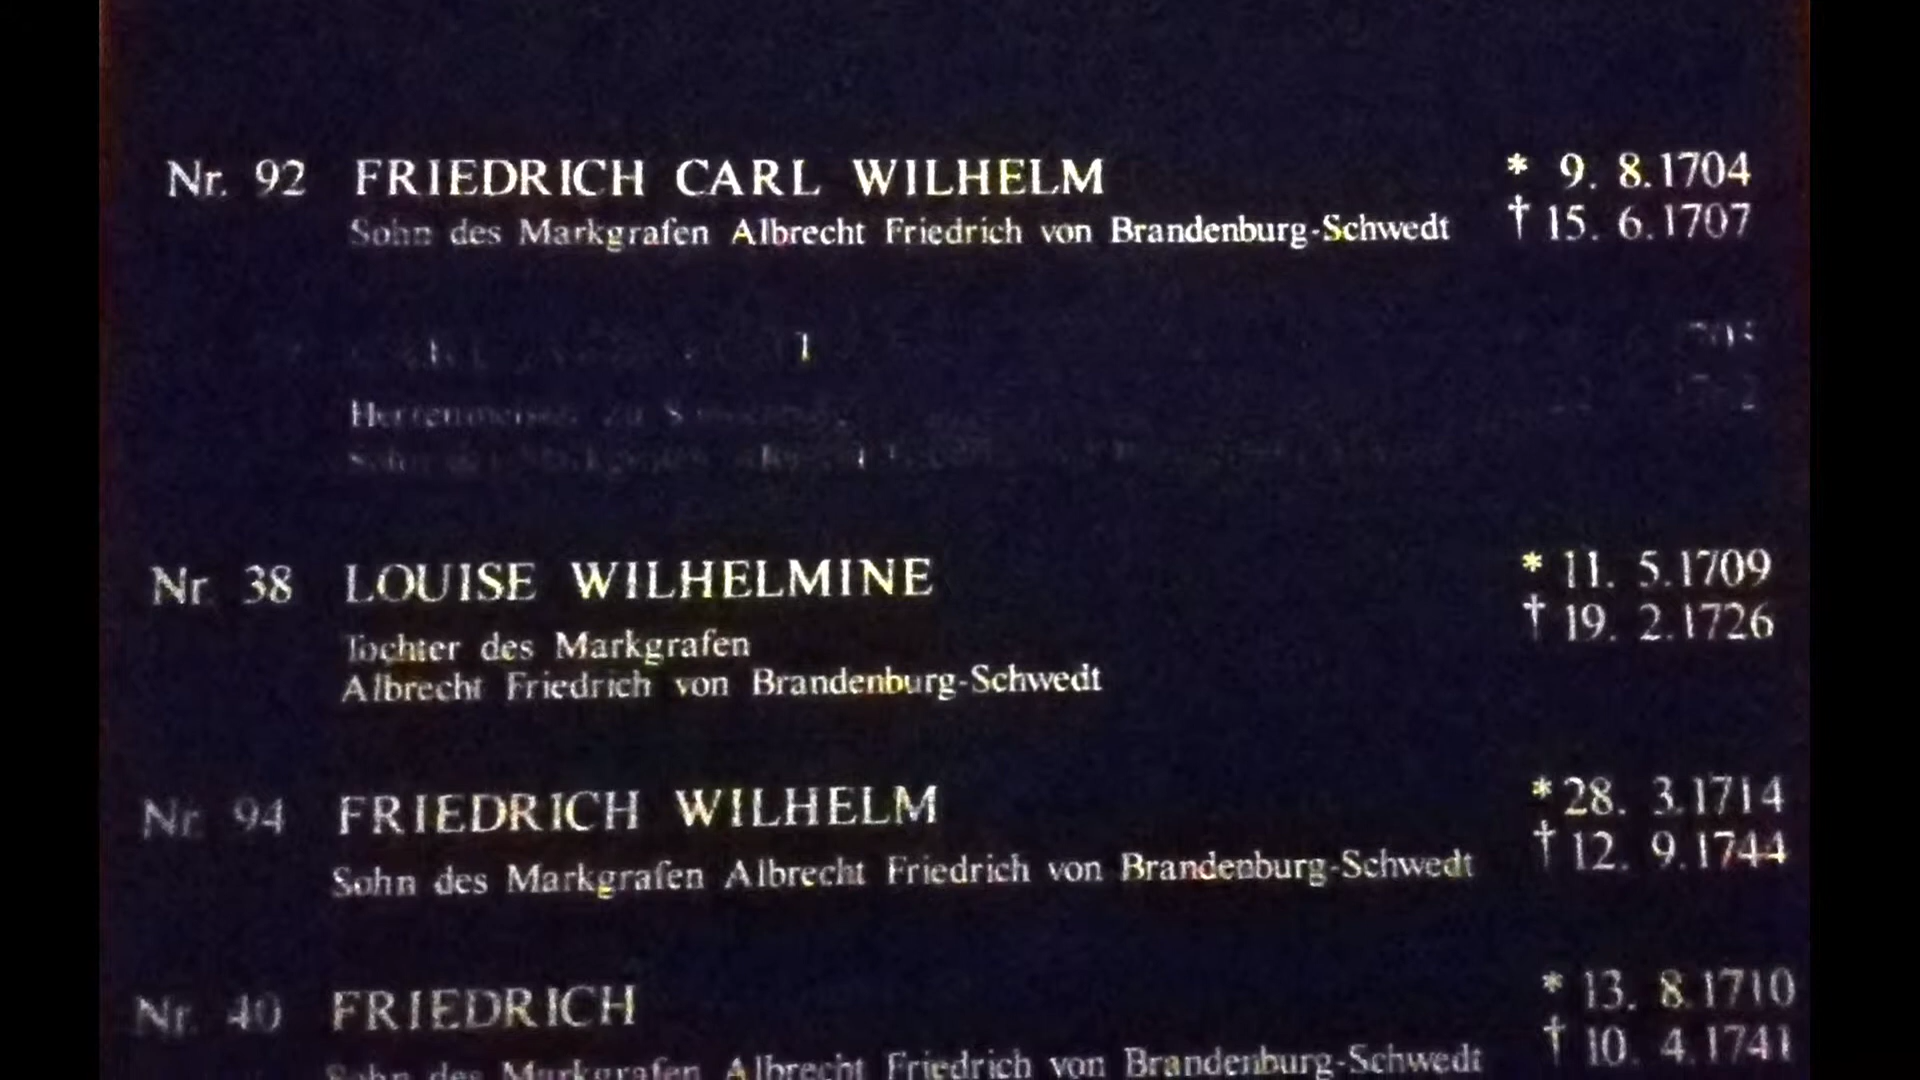 Nr. 92 FRIEDRICH CARL WILHELM * 9. 8.1704
Sohn des Markgrafen Albrecht Friedrich von Brandenburg-Schwedt † 15. 6.1707
Nr. 38 LOUISE WILHELMINE * 11. 5.1709
† 19. 2.1726
Tochter des Markgrafen
Albrecht Friedrich von Brandenburg-Schwedt
Nr. 94 FRIEDRICH WILHELM * 28. 3.1714
Sohn des Markgrafen Albrecht Friedrich von Brandenburg-Schwedt † 12. 9.1744
Nr. 40 FRIEDRICH * 13. 8.1710
Sohn des Markgrafen Albrecht Friedrich von Brandenburg-Schwedt † 10. 4.1741